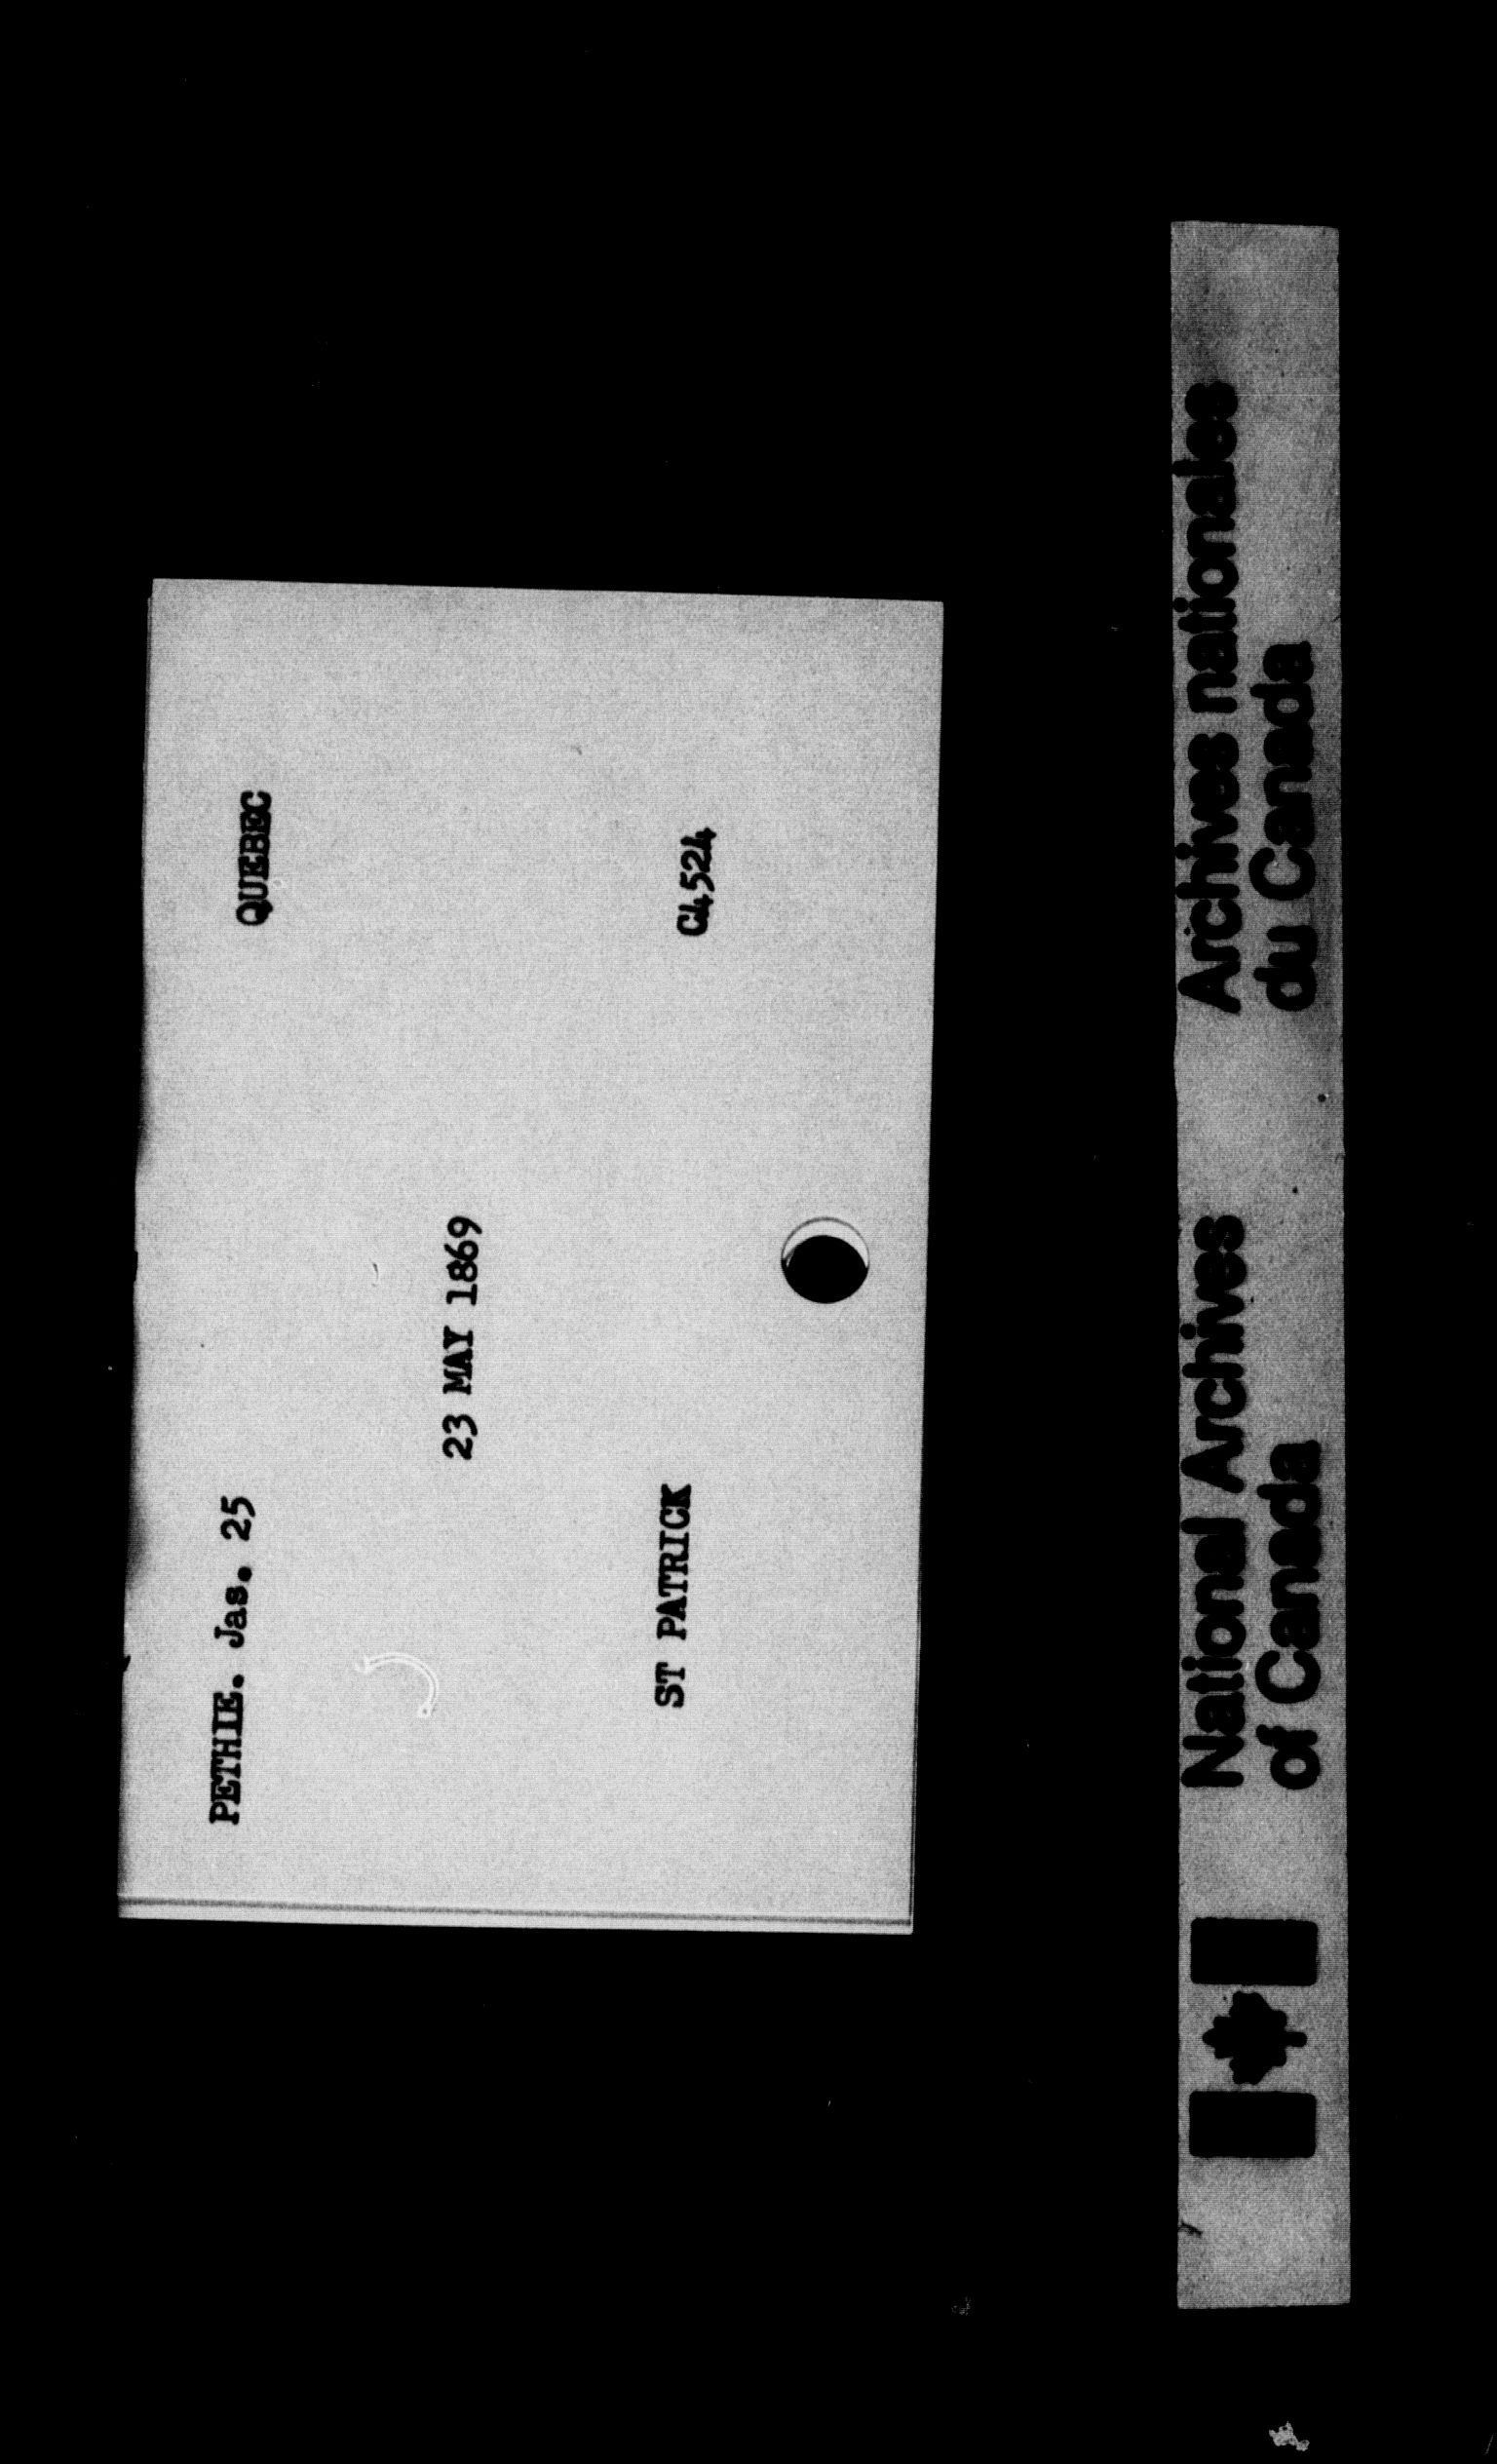 PETHIE. Jas. 25 QUEBEC
23 MAY 1869
ST PATRICK C4524
National Archives Archives nationales
of Canada du Canada